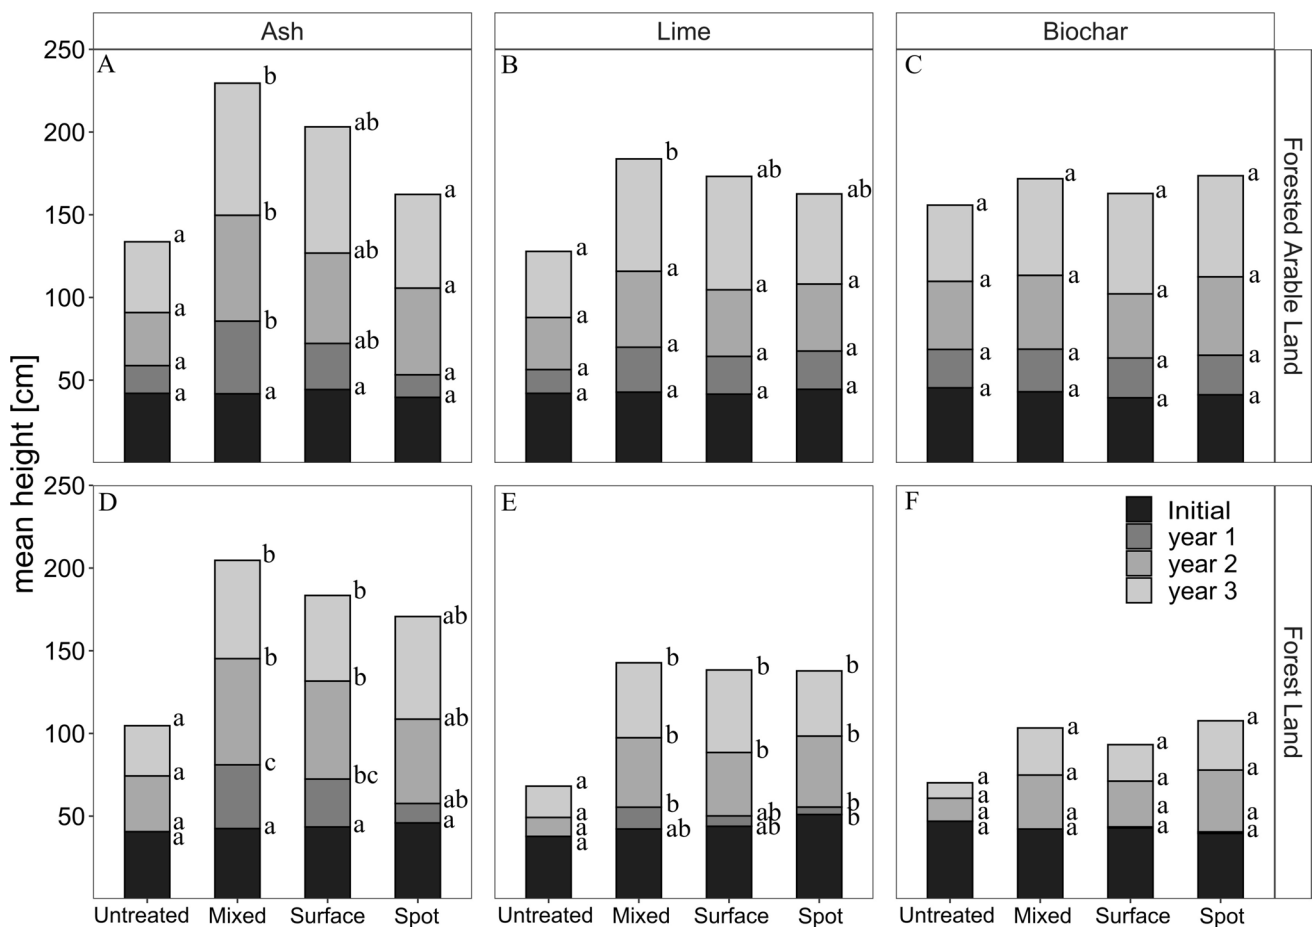 Ash Lime Biochar
250 A b B C
ab
200 a b ab ab a a a a
b
150 a a
ab
100 a b a a a a a a a a a
a ab a a a a a a a a a
50 a a a a a a a a a a a a
mean height [cm]
Forested Arable Land
250 D E F
b Initial
200 b year 1
ab year 2
150 b b b b b year 3
100 a ab b b b a a a a
a c bc ab a b ab b a a a a
50 a a a a a a ab ab b a a a a a a a
Forest Land
Untreated Mixed Surface Spot Untreated Mixed Surface Spot Untreated Mixed Surface Spot